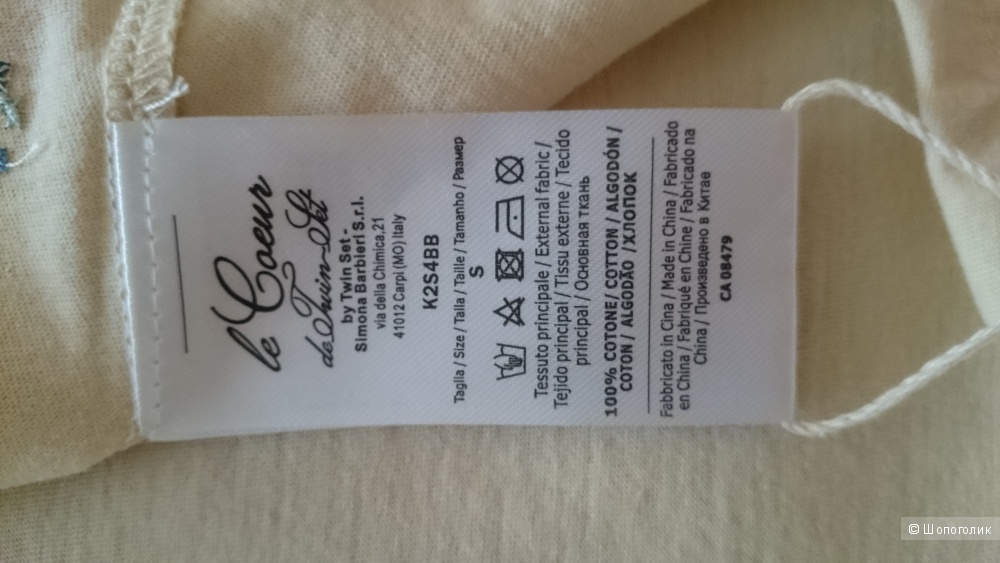 le Coeur
de Twin-Set
by Twin Set -
Simona Barbieri S.r.l.
via della Chimica,21
41012 Carpi (MO) Italy
K2S4BB
Taglia / Size / Talla / Taille / Tamanho / Размер
S
Tessuto principale / External fabric /
Tejido principal / Tissu externe / Tecido
principal / Основная ткань
100% COTONE/ COTTON / ALGODÓN /
COTON / ALGODÃO /ХЛОПОК
Fabbricato in Cina / Made in China / Fabricado
en China / Fabriqué en Chine / Fabricado na
China / Произведено в Китае
CA 08479
© Шопоголик